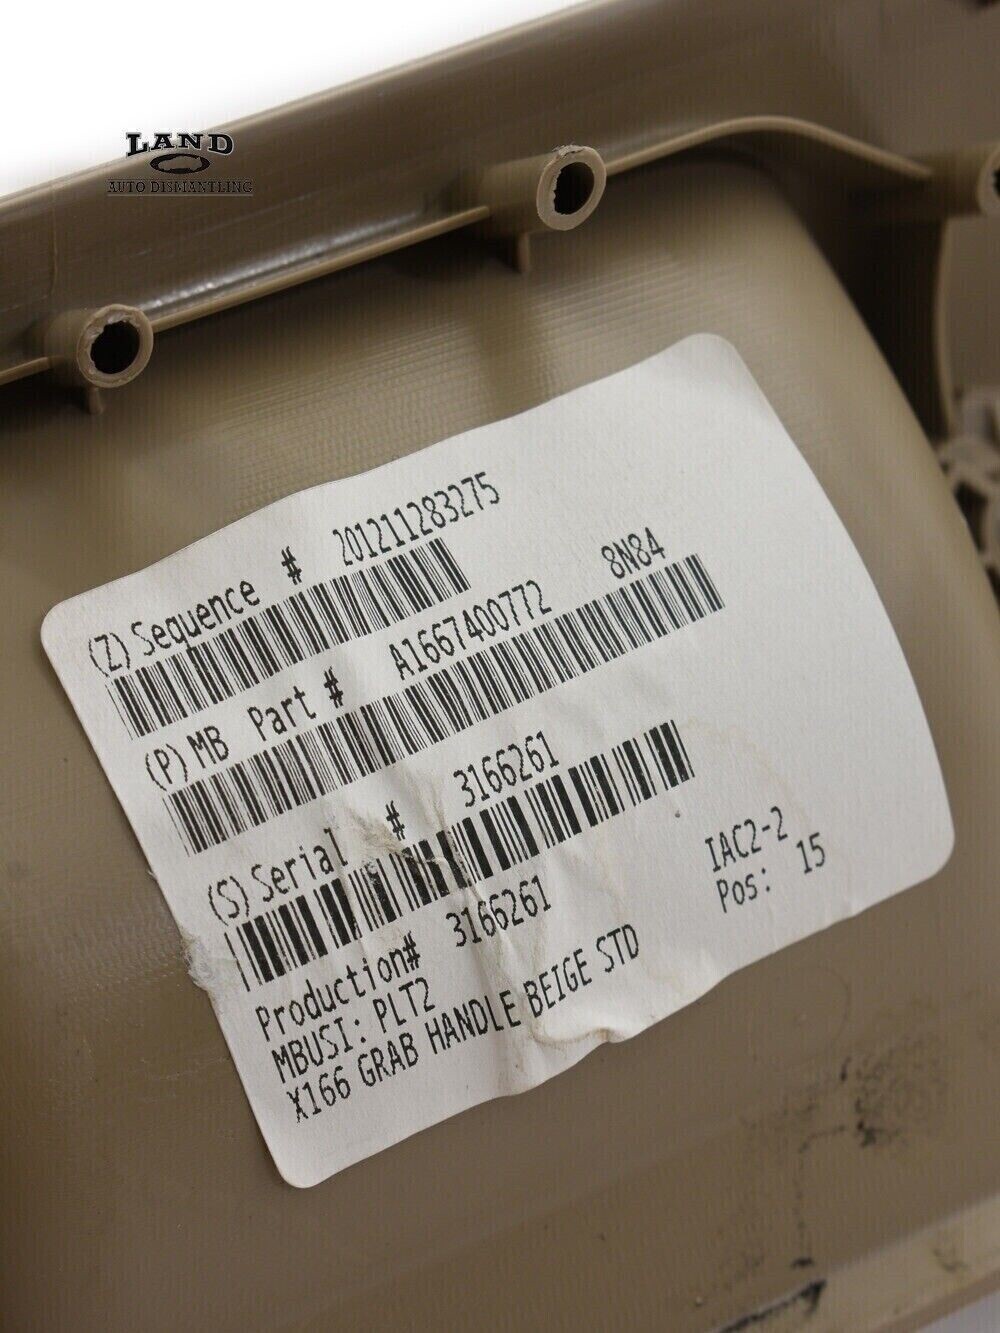 LAND
AUTO DISMANTLING
(Z) Sequence # 201211283275
(P) MB Part # A1667400772 8N84
(S) Serial # 3166261
Production# 3166261 IAC2-2
MBUSI: PLT2 Pos: 15
X166 GRAB HANDLE BEIGE STD